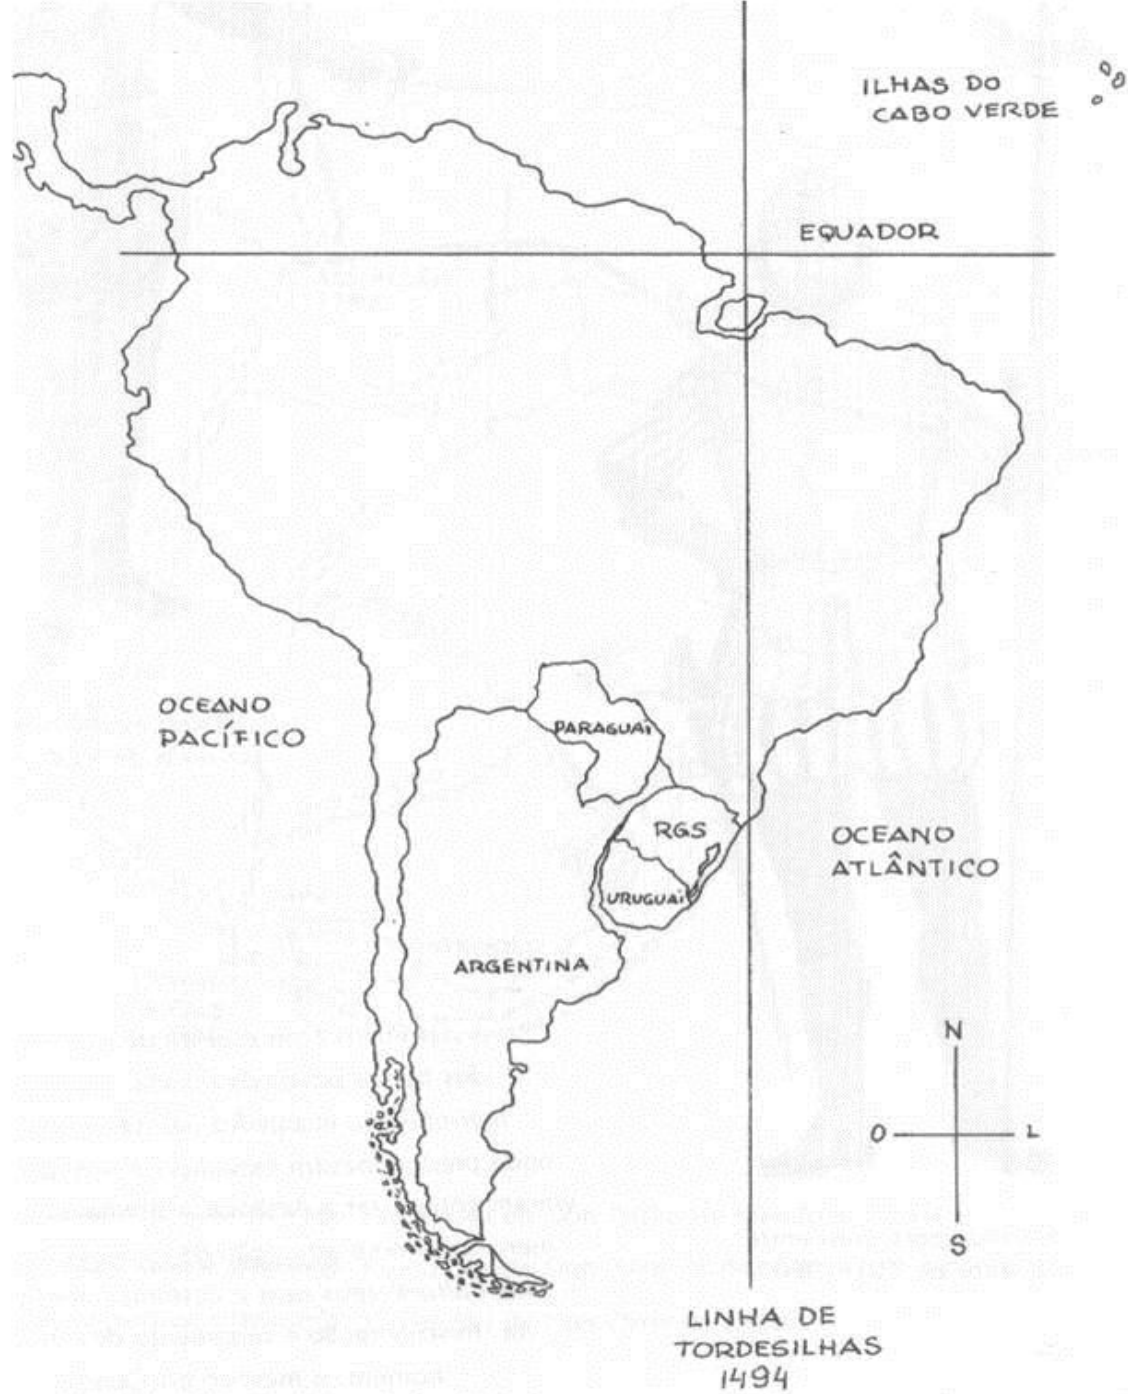 ILHAS DO
CABO VERDE
EQUADOR
OCEANO
PACÍFICO
PARAGUAI
RGS
OCEANO
ATLÂNTICO
URUGUAI
ARGENTINA
N
O
L
S
LINHA DE
TORDESILHAS
1494